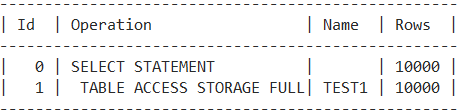 -------------------------------------------------------
| Id  | Operation                  | Name  | Rows  |
-------------------------------------------------------
|   0 | SELECT STATEMENT           |       | 10000 |
|   1 |  TABLE ACCESS STORAGE FULL| TEST1 | 10000 |
-------------------------------------------------------